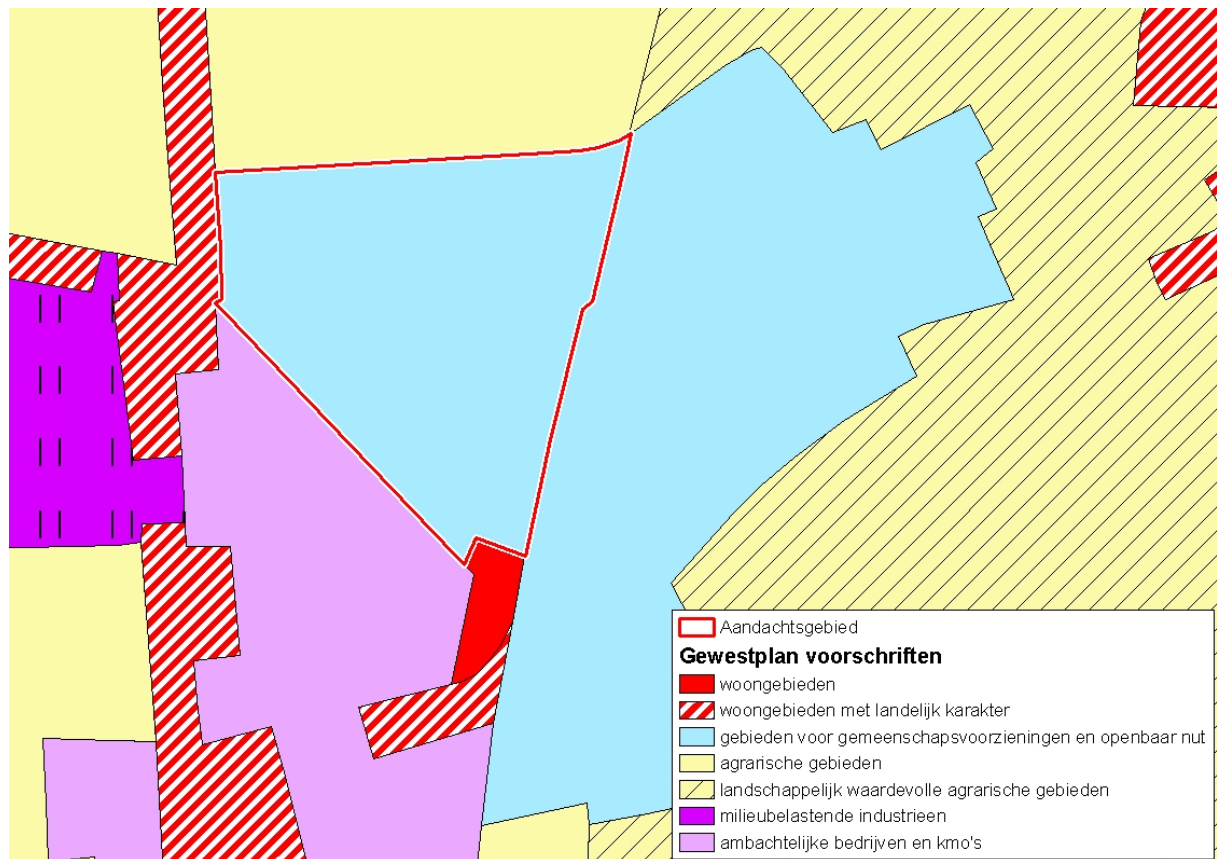 Aandachtsgebied
Gewestplan voorschriften
woongebieden
woongebieden met landelijk karakter
gebieden voor gemeenschapsvoorzieningen en openbaar nut
agrarische gebieden
landschappelijk waardevolle agrarische gebieden
milieubelastende industrieen
ambachtelijke bedrijven en kmo's